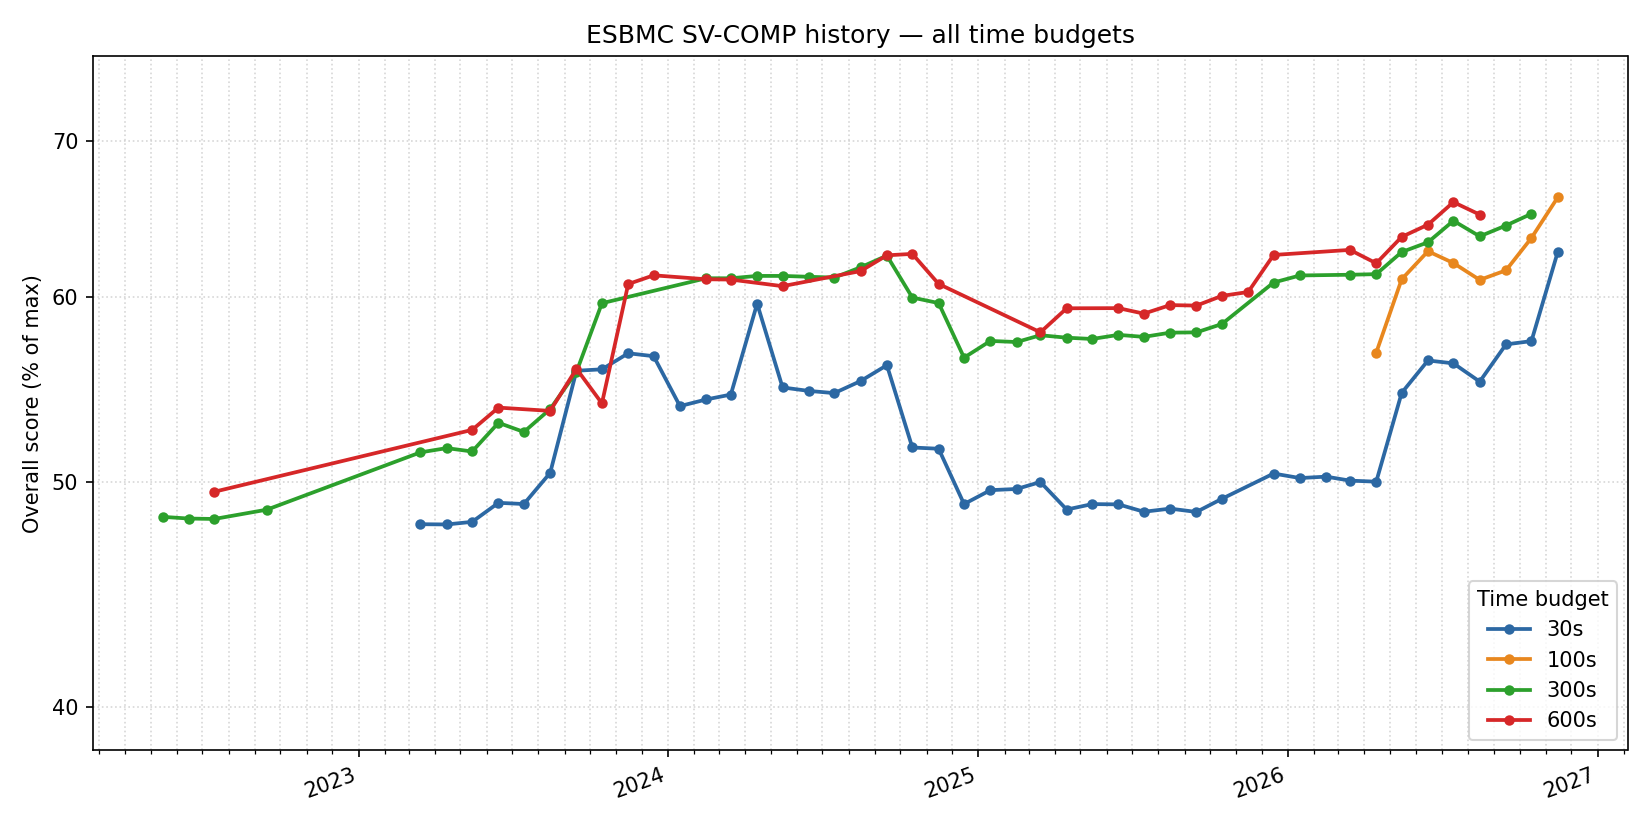 ESBMC SV-COMP history — all time budgets
Overall score (% of max)
70
60
50
40
2023
2024
2025
2026
2027
Time budget
30s
100s
300s
600s